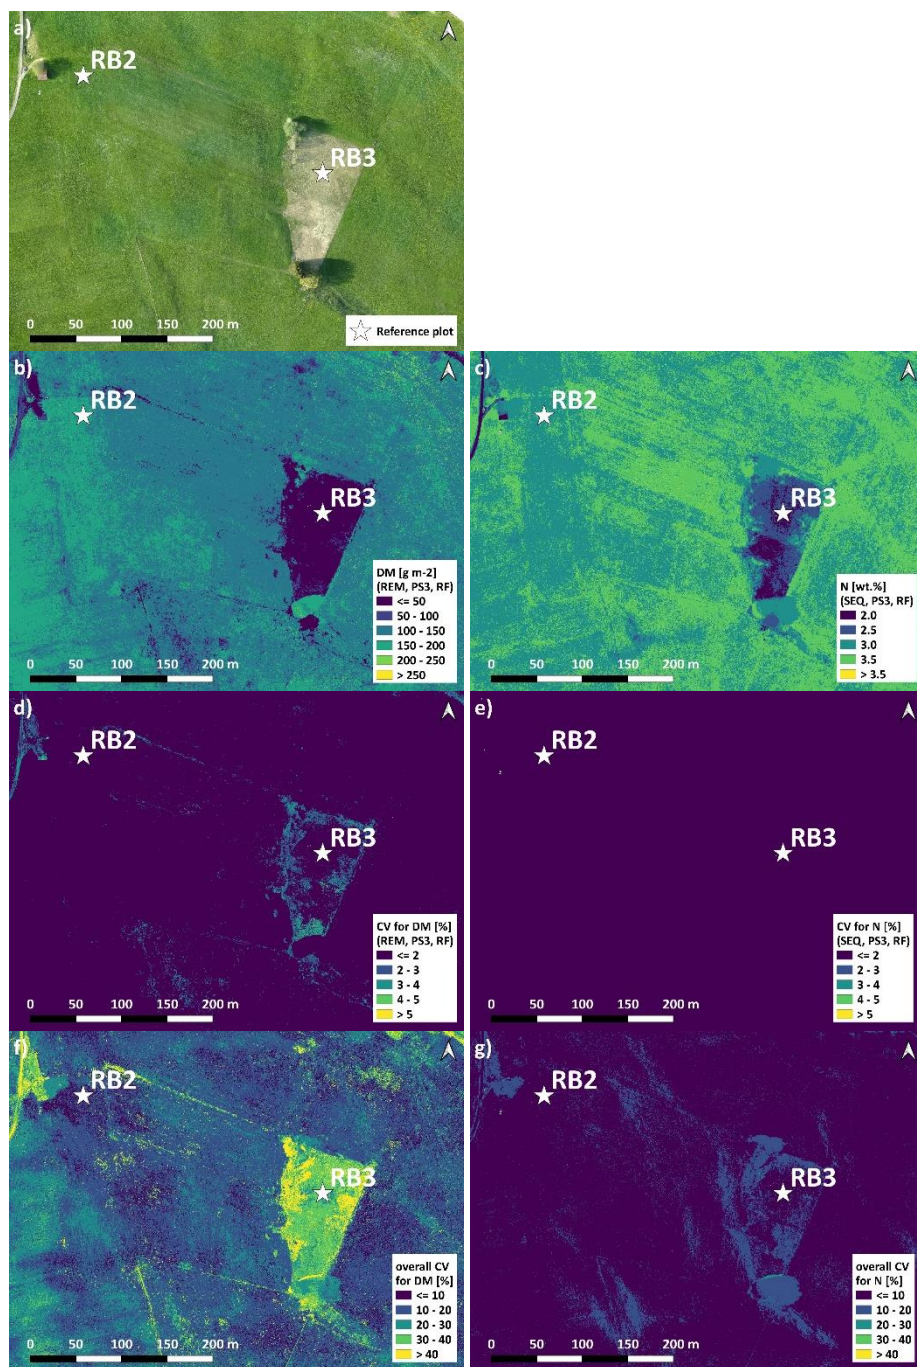 a)
RB2
RB3
0 50 100 150 200 m
Reference plot
b)
RB2
RB3
DM [g m-2]
(REM, PS3, RF)
<= 50
50 - 100
100 - 150
150 - 200
200 - 250
> 250
0 50 100 150 200 m
c)
RB2
RB3
N [wt.%]
(SEQ, PS3, RF)
2.0
2.5
3.0
3.5
> 3.5
0 50 100 150 200 m
d)
RB2
RB3
CV for DM [%]
(REM, PS3, RF)
<= 2
2 - 3
3 - 4
4 - 5
> 5
0 50 100 150 200 m
e)
RB2
RB3
CV for N [%]
(SEQ, PS3, RF)
<= 2
2 - 3
3 - 4
4 - 5
> 5
0 50 100 150 200 m
f)
RB2
RB3
overall CV
for DM [%]
<= 10
10 - 20
20 - 30
30 - 40
> 40
0 50 100 150 200 m
g)
RB2
RB3
overall CV
for N [%]
<= 10
10 - 20
20 - 30
30 - 40
> 40
0 50 100 150 200 m